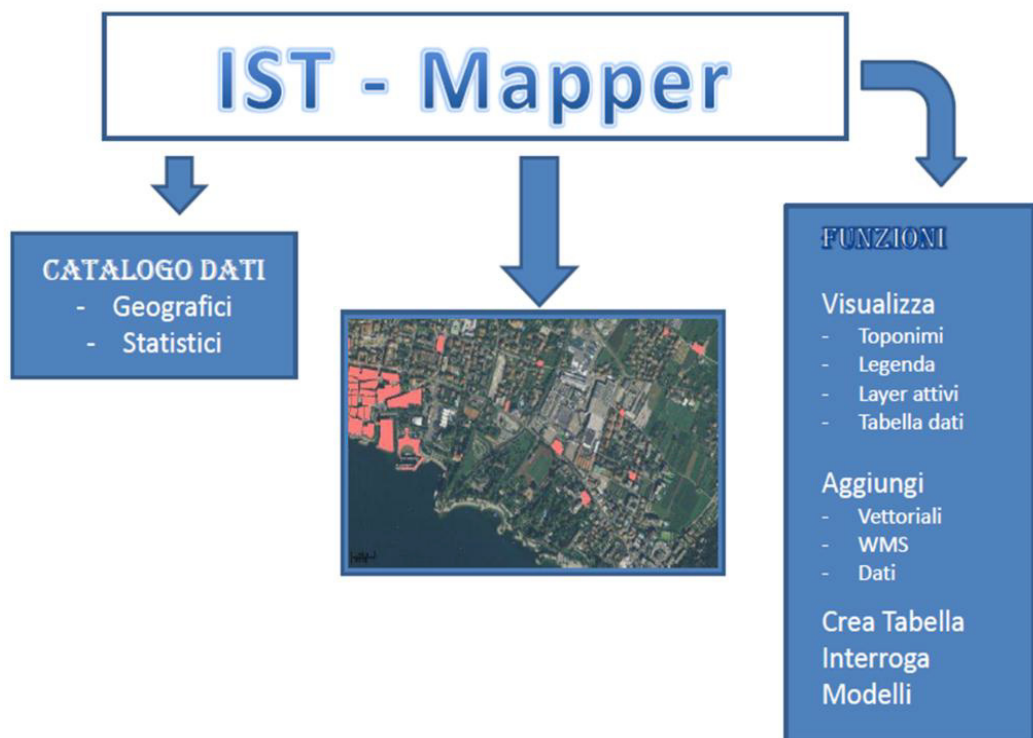 IST - Mapper
CATALOGO DATI
- Geografici
- Statistici
FUNZIONI
Visualizza
- Toponimi
- Legenda
- Layer attivi
- Tabella dati
Aggiungi
- Vettoriali
- WMS
- Dati
Crea Tabella
Interroga
Modelli